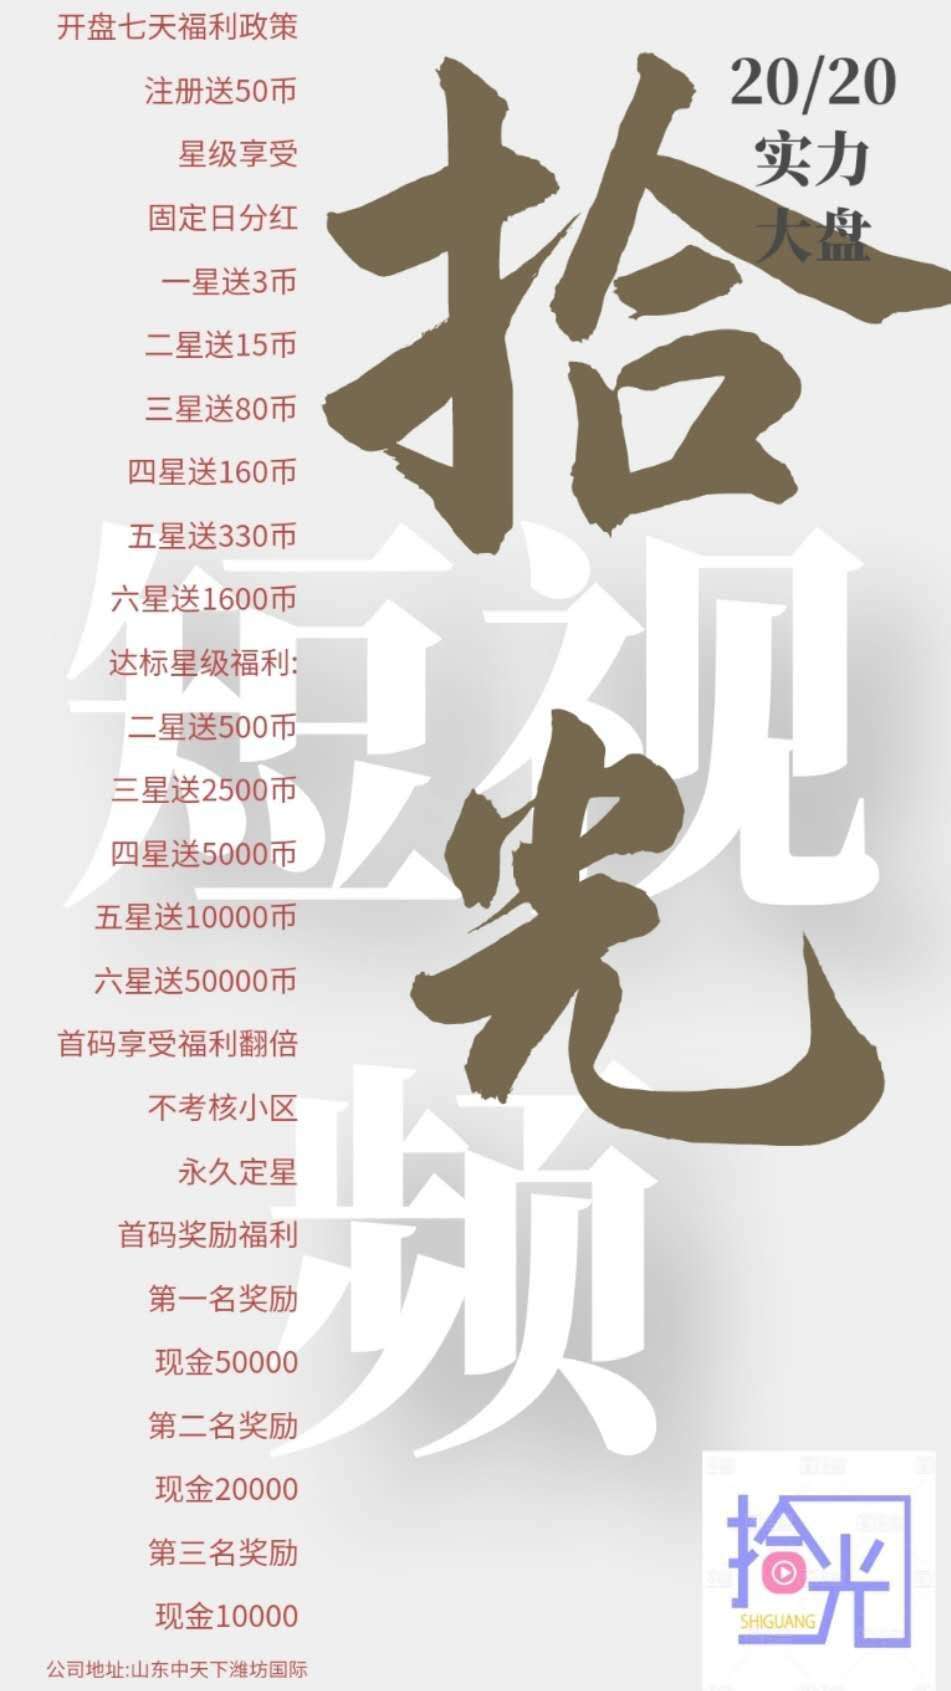 开盘七天福利政策
注册送50币
星级享受
固定日分红
一星送3币
二星送15币
三星送80币
四星送160币
五星送330币
六星送1600币
达标星级福利:
二星送500币
三星送2500币
四星送5000币
五星送10000币
六星送50000币
首码享受福利翻倍
不考核小区
永久定星
首码奖励福利
第一名奖励
现金50000
第二名奖励
现金20000
第三名奖励
现金10000
公司地址:山东中天下潍坊国际
拾
光
短视
频
20/20
实力
大盘
拾光
SHIGUANG